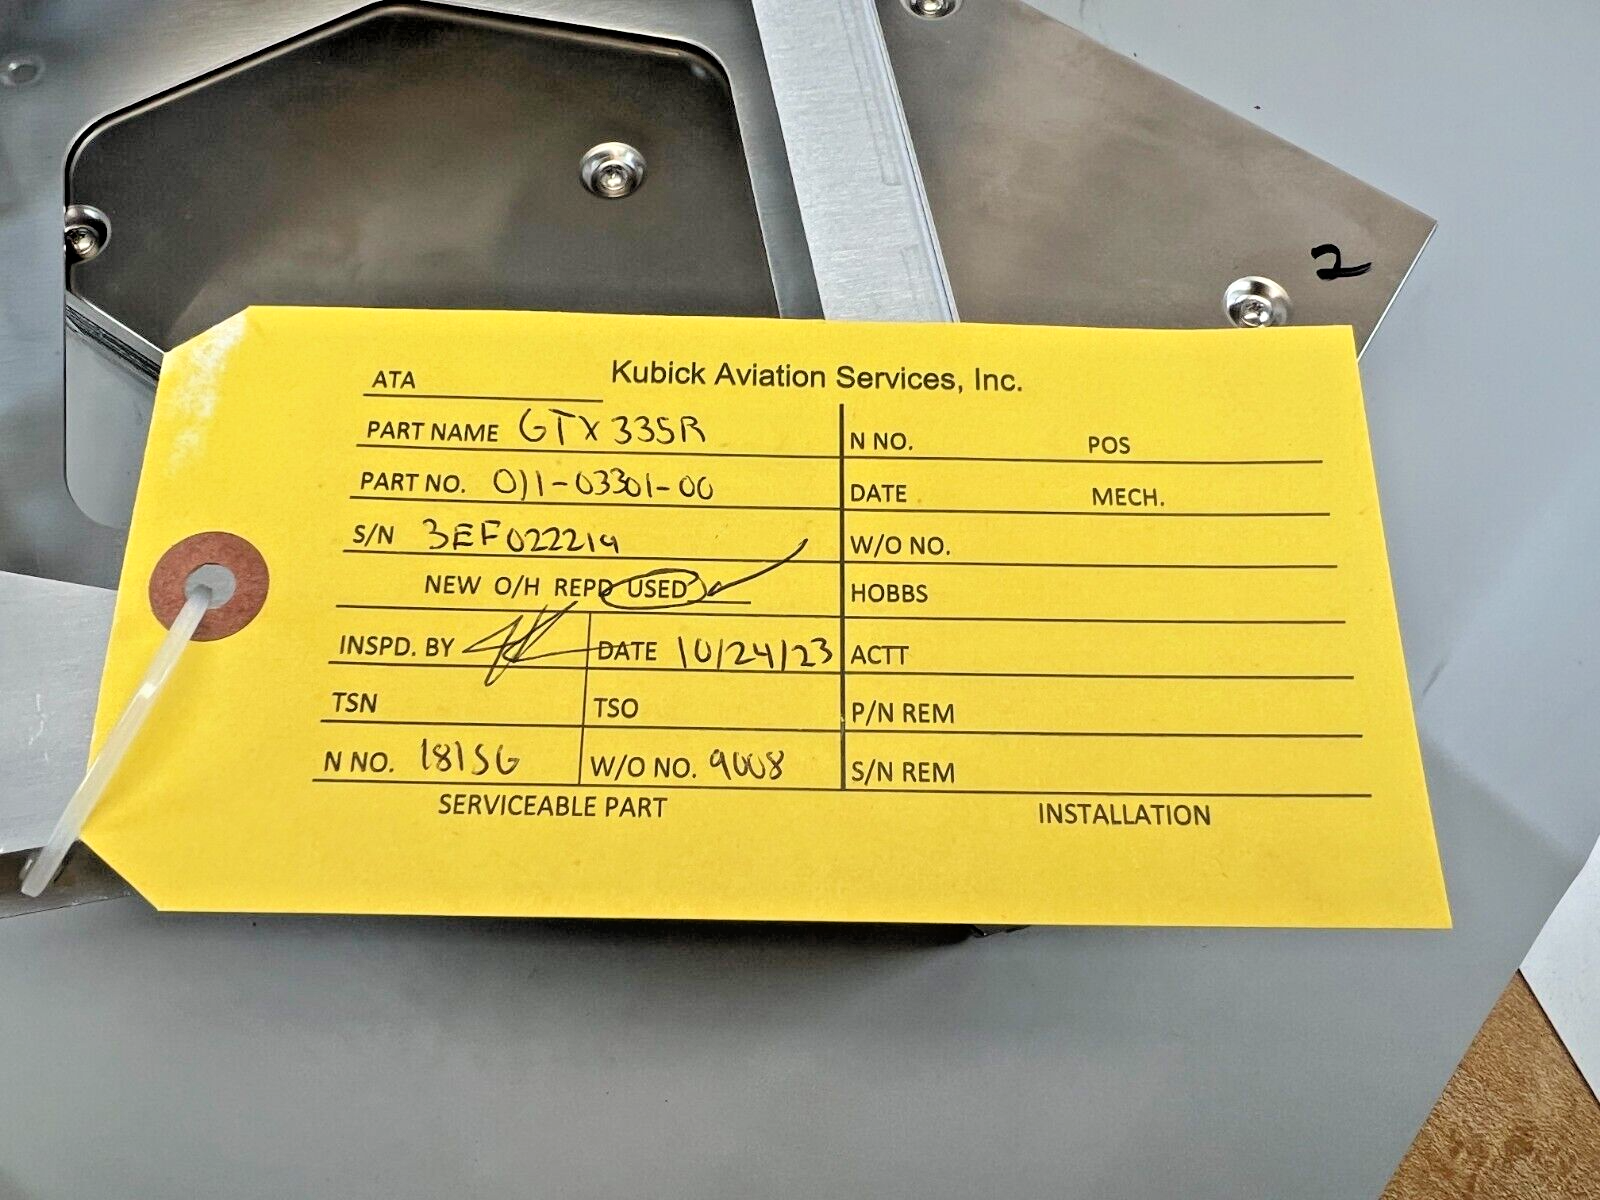 2
ATA Kubick Aviation Services, Inc.
PART NAME GTX 335R
PART NO. 011-03301-00
S/N 3EF022219
NEW O/H REPD USED
INSPD. BY DATE 10/24/23
TSN TSO
N NO. 181SG W/O NO. 9008
SERVICEABLE PART
N NO. POS
DATE MECH.
W/O NO.
HOBBS
ACTT
P/N REM
S/N REM
INSTALLATION